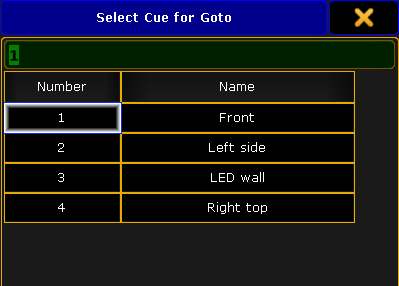 Select Cue for Goto
1
Number Name
1 Front
2 Left side
3 LED wall
4 Right top